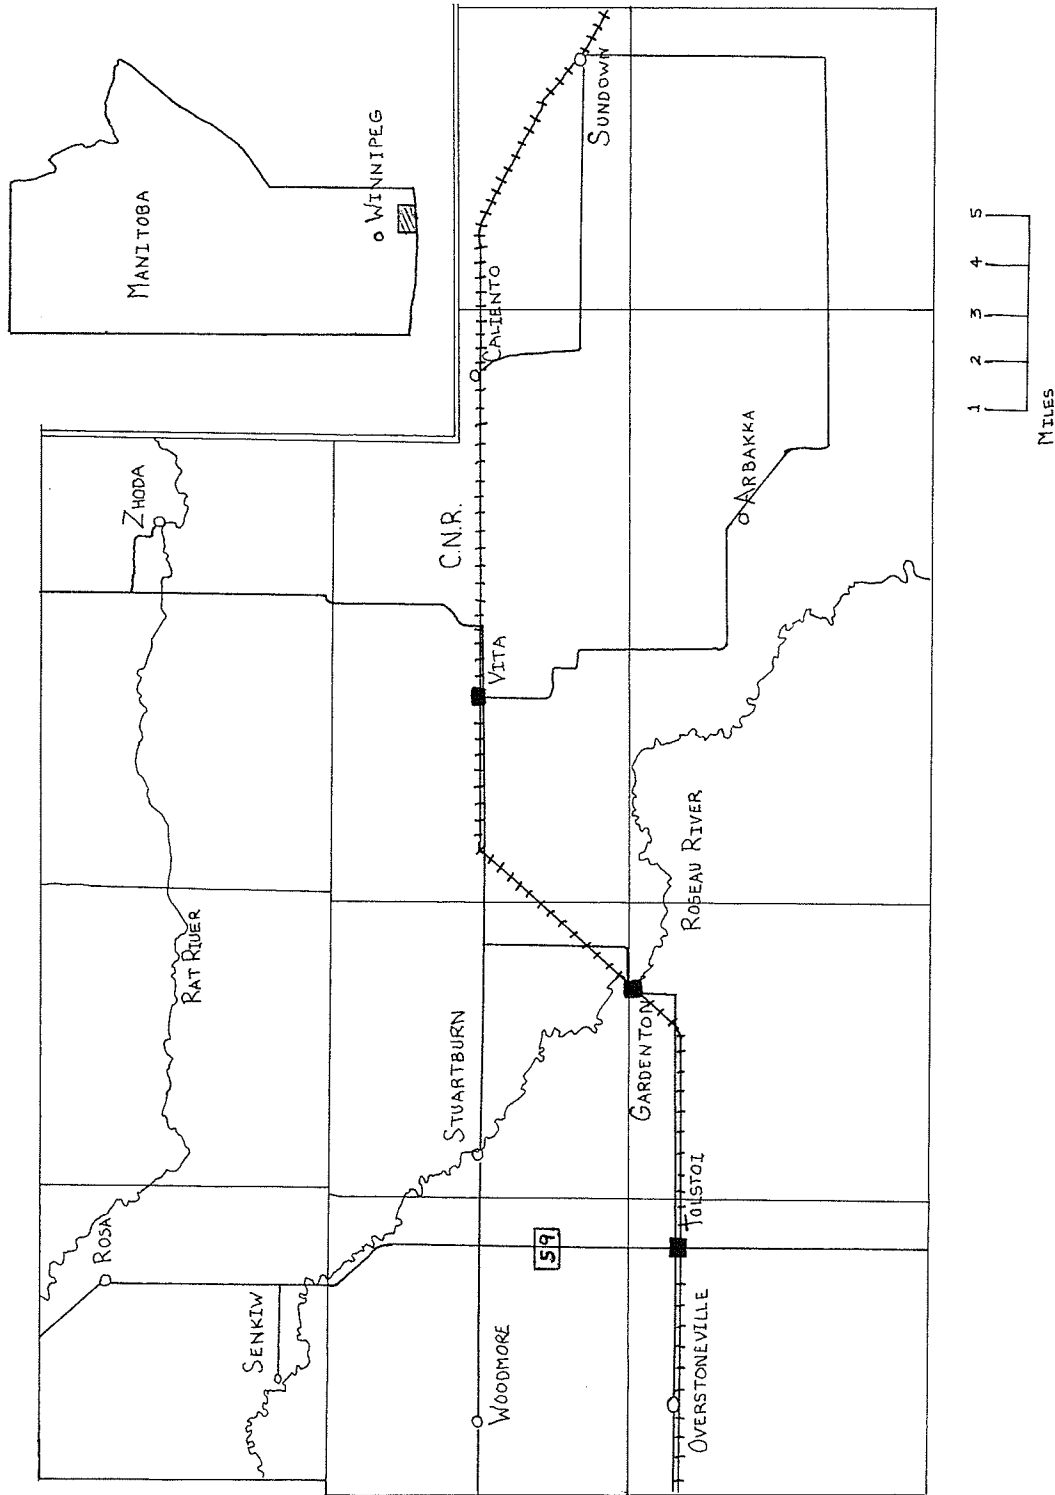 MANITOBA
WINNIPEG
ZHODA
RAT RIVER
ROSA
SENKIW
C.N.R.
SUNDOWN
CALIENTO
VITA
STUARTBURN
WOODMORE
59
ARBAKKA
ROSEAU RIVER
GARDENTON
TOLSTOI
OVERSTONEVILLE
1 2 3 4 5
MILES